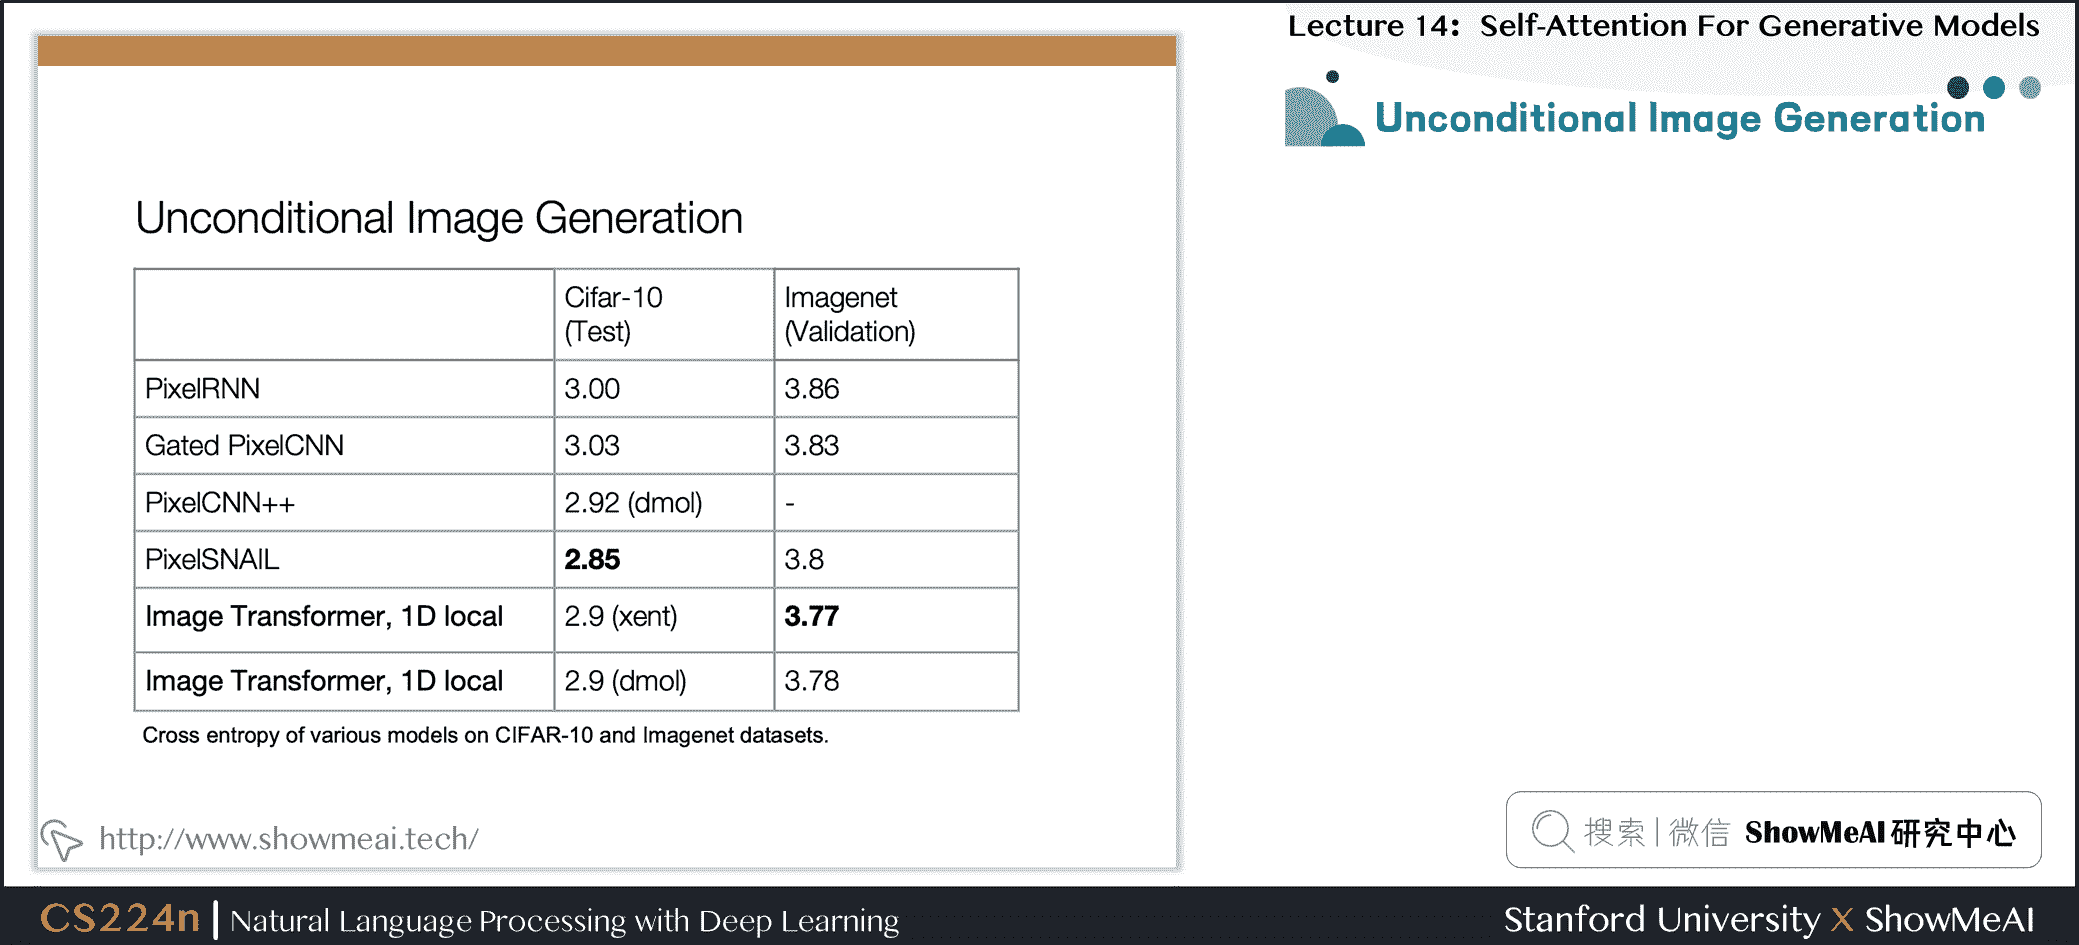 Lecture 14: Self-Attention For Generative Models
Unconditional Image Generation
Unconditional Image Generation
Cifar-10 (Test) Imagenet (Validation)
PixelRNN 3.00 3.86
Gated PixelCNN 3.03 3.83
PixelCNN++ 2.92 (dmol) -
PixelSNAIL 2.85 3.8
Image Transformer, 1D local 2.9 (xent) 3.77
Image Transformer, 1D local 2.9 (dmol) 3.78
Cross entropy of various models on CIFAR-10 and Imagenet datasets.
http://www.showmeai.tech/
搜索|微信 ShowMeAI 研究中心
CS224n | Natural Language Processing with Deep Learning
Stanford University X ShowMeAI